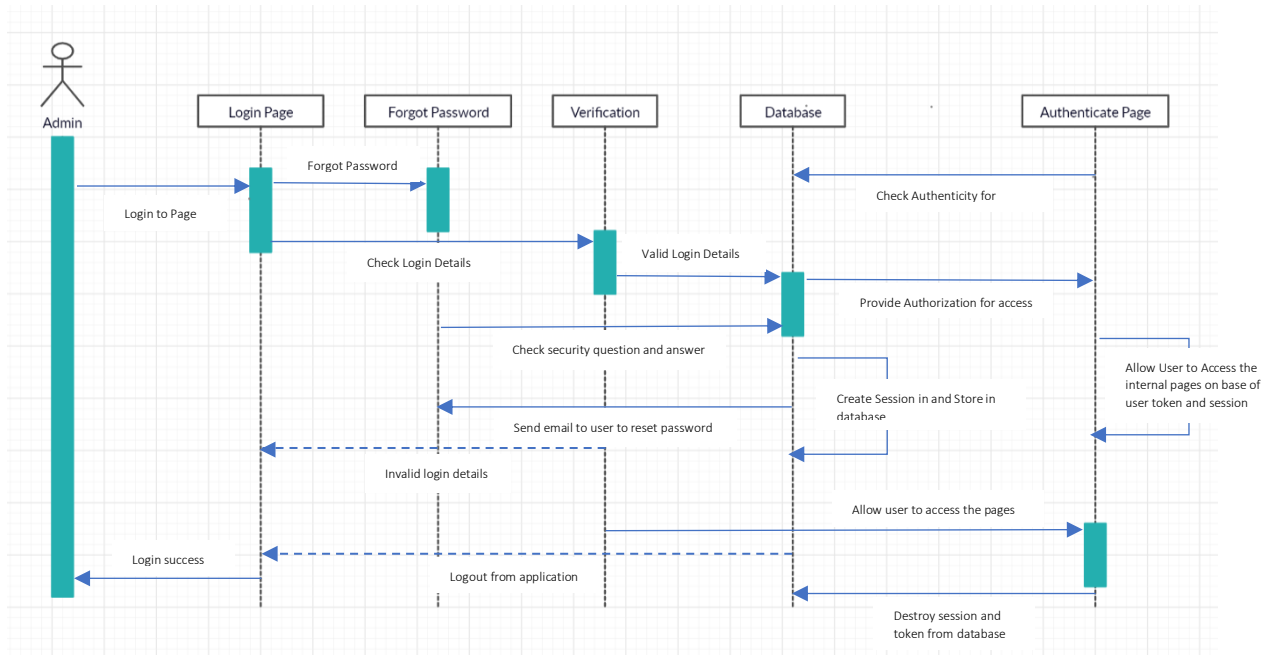 Admin
Login Page
Forgot Password
Verification
Database
Authenticate Page
Forgot Password
Login to Page
Check Authenticity for
Check Login Details
Valid Login Details
Provide Authorization for access
Check security question and answer
Allow User to Access the
internal pages on base of
user token and session
Create Session in and Store in
database
Send email to user to reset password
Invalid login details
Allow user to access the pages
Login success
Logout from application
Destroy session and
token from database